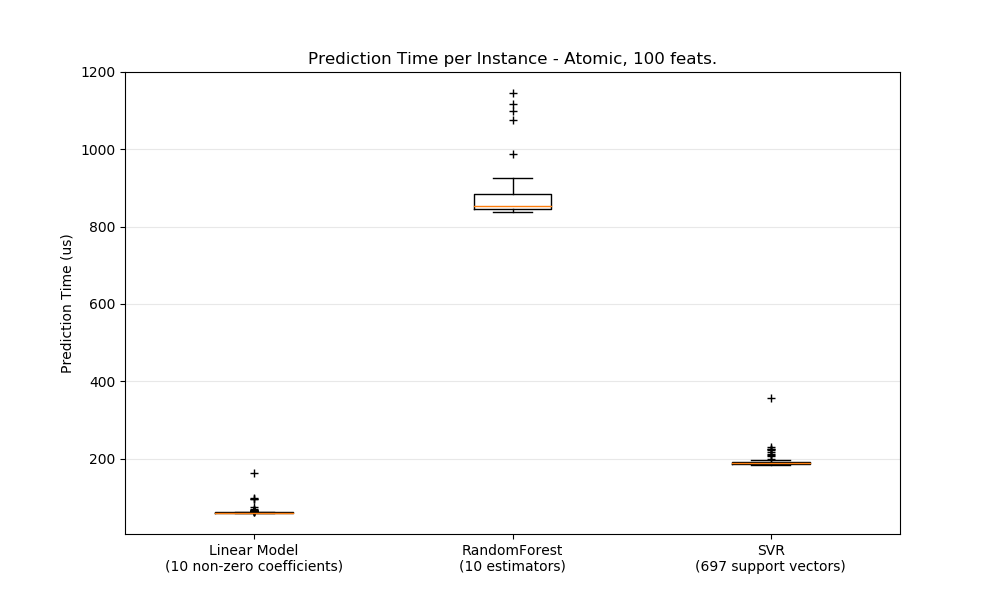 Prediction Time per Instance - Atomic, 100 feats.
1200
1000
800
600
400
200
Prediction Time (us)
Linear Model
(10 non-zero coefficients)
RandomForest
(10 estimators)
SVR
(697 support vectors)